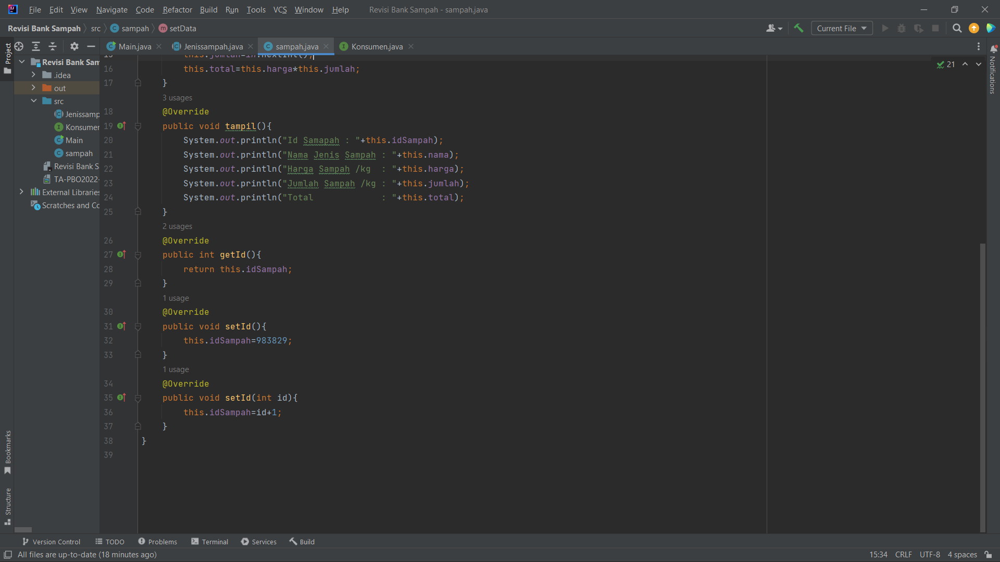 File Edit View Navigate Code Refactor Build Run Tools VCS Window Help Revisi Bank Sampah - sampah.java
Revisi Bank Sampah src sampah setData Current File
Project
Main.java Jenissampah.java sampah.java Konsumen.java
Notifications
Revisi Bank Sam
.idea
out
src
Jenissamp
Konsumer
Main
sampah
Revisi Bank S
TA-PBO2022-
External Libraries
Scratches and Co
21
15 this.jumlah=in.nextInt();
16 this.total=this.harga*this.jumlah;
17 }
3 usages
18 @Override
19 public void tampil(){
20 System.out.println("Id Samapah : "+this.idSampah);
21 System.out.println("Nama Jenis Sampah : "+this.nama);
22 System.out.println("Harga Sampah /kg  : "+this.harga);
23 System.out.println("Jumlah Sampah /kg : "+this.jumlah);
24 System.out.println("Total             : "+this.total);
25 }
2 usages
26 @Override
27 public int getId(){
28 return this.idSampah;
29 }
1 usage
30 @Override
31 public void setId(){
32 this.idSampah=983829;
33 }
1 usage
34 @Override
35 public void setId(int id){
36 this.idSampah=id+1;
37 }
38 }
39
Bookmarks
Structure
Version Control TODO Problems Terminal Services Build
All files are up-to-date (18 minutes ago) 15:34 CRLF UTF-8 4 spaces